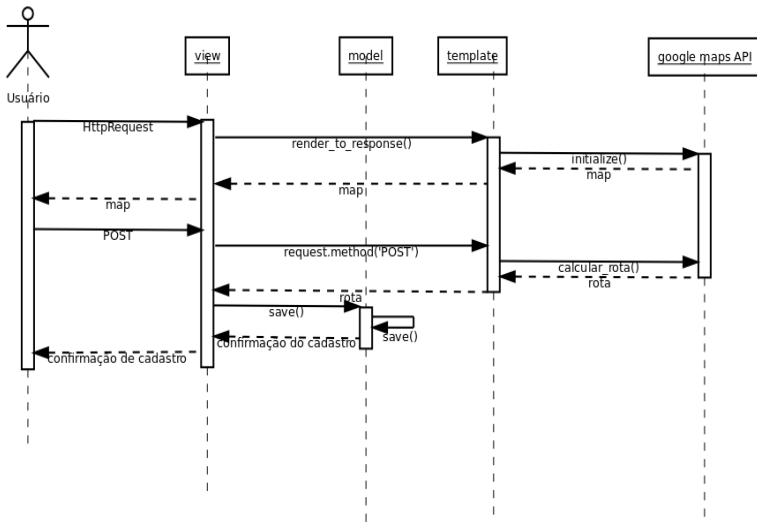 view
model
template
google maps API
Usuário
HttpRequest
render_to_response()
initialize()
map
map
map
POST
request.method('POST')
calcular_rota()
rota
rota
save()
save()
confirmação do cadastro
confirmação de cadastro